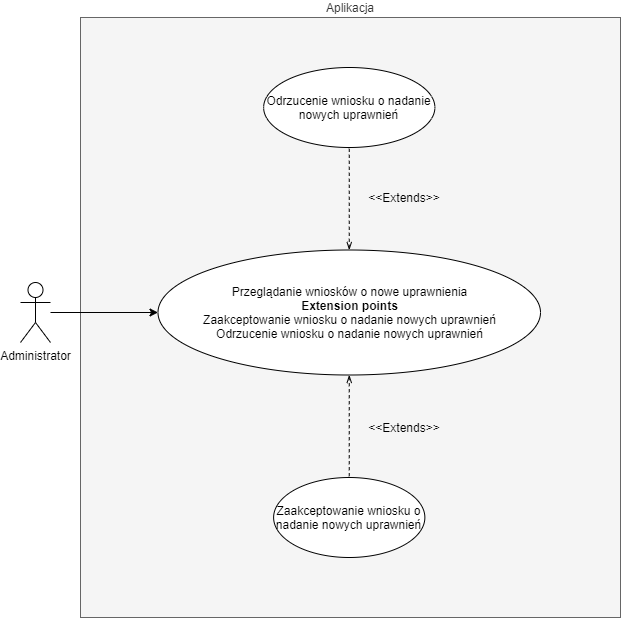 Aplikacja
Odrzucenie wniosku o nadanie
nowych uprawnień
<<Extends>>
Przeglądanie wniosków o nowe uprawnienia
Extension points
Zaakceptowanie wniosku o nadanie nowych uprawnień
Odrzucenie wniosku o nadanie nowych uprawnień
Administrator
<<Extends>>
Zaakceptowanie wniosku o
nadanie nowych uprawnień